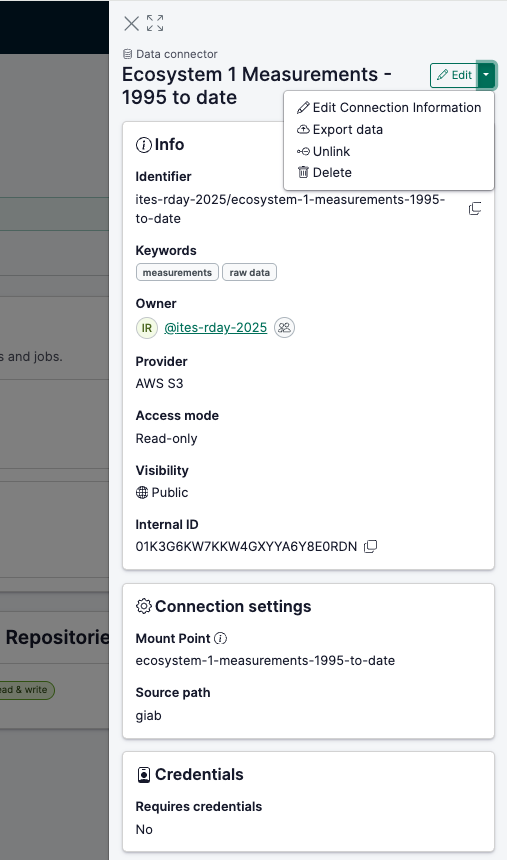 Data connector
Ecosystem 1 Measurements -
1995 to date
Edit
Edit Connection Information
Export data
Unlink
Delete
Info
Identifier
ites-rday-2025/ecosystem-1-measurements-1995-
to-date
Keywords
measurements raw data
Owner
IR @ites-rday-2025
Provider
AWS S3
Access mode
Read-only
Visibility
Public
Internal ID
01K3G6KW7KKW4GXYYA6Y8E0RDN
Connection settings
Mount Point
ecosystem-1-measurements-1995-to-date
Source path
giab
Credentials
Requires credentials
No
s and jobs.
Repositorie
ead & write